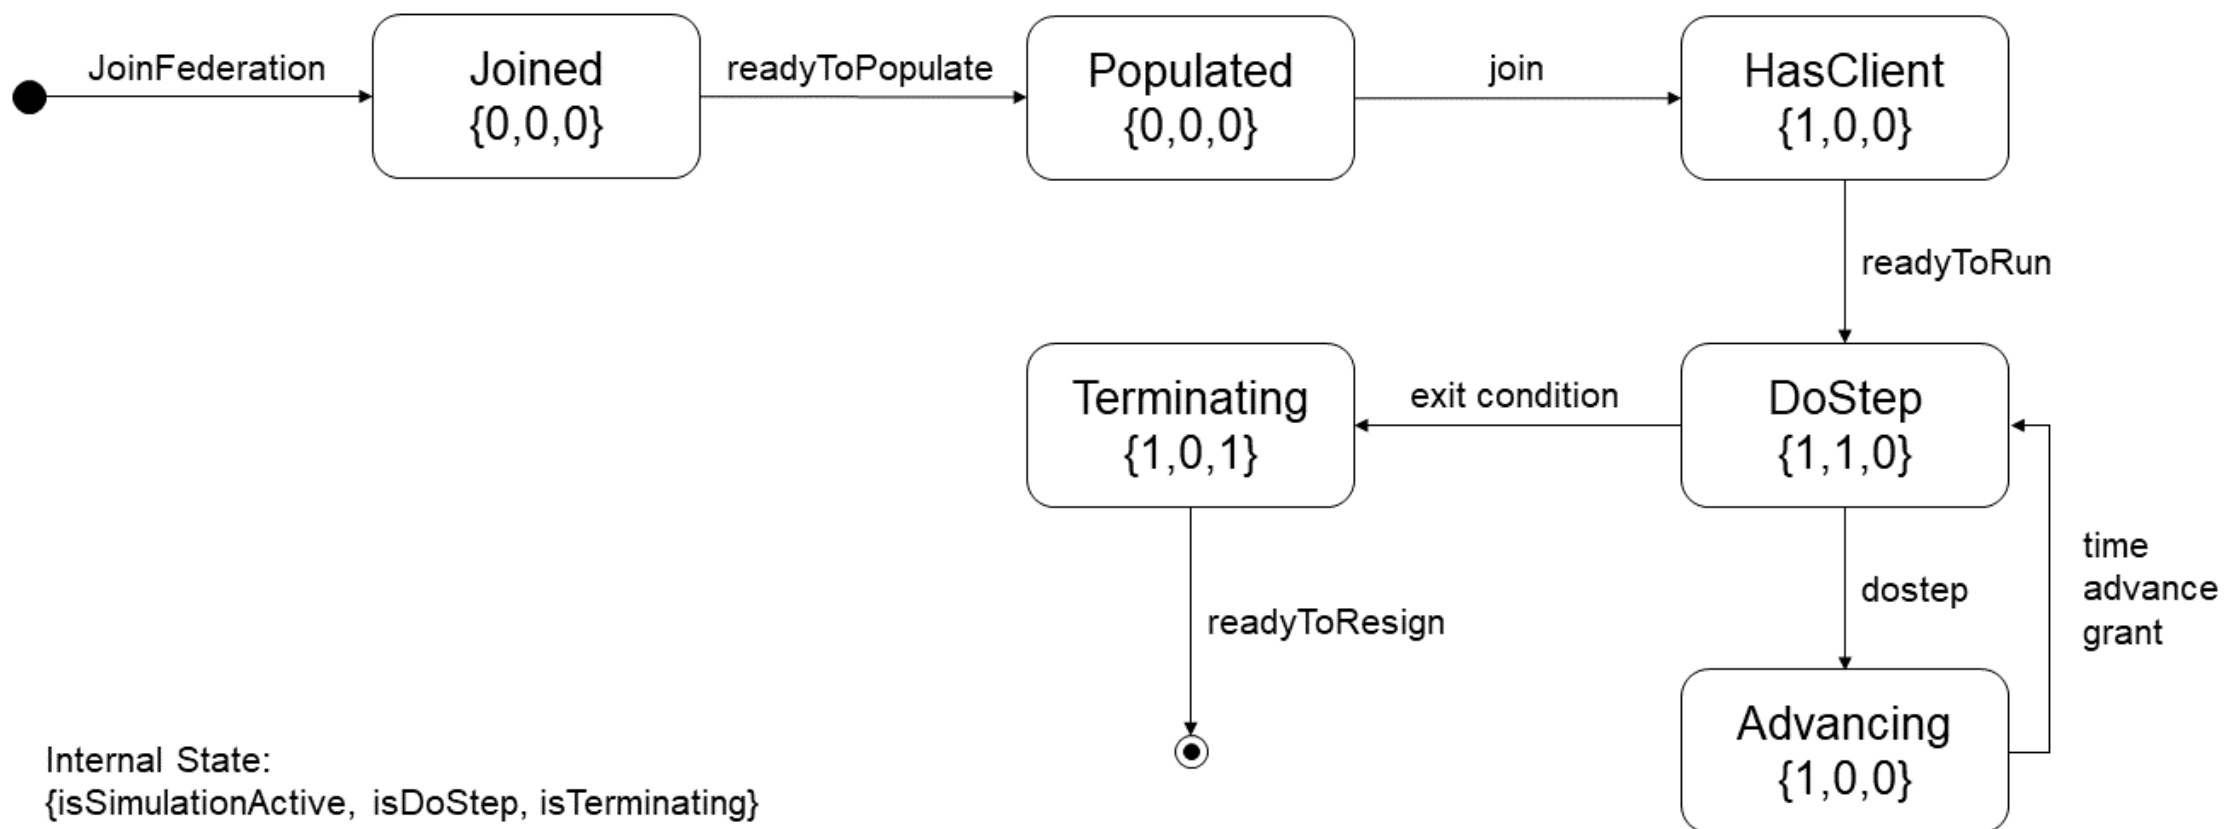 JoinFederation
Joined
{0,0,0}
readyToPopulate
Populated
{0,0,0}
join
HasClient
{1,0,0}
readyToRun
Terminating
{1,0,1}
exit condition
DoStep
{1,1,0}
readyToResign
dostep
time
advance
grant
Advancing
{1,0,0}
Internal State:
{isSimulationActive, isDoStep, isTerminating}